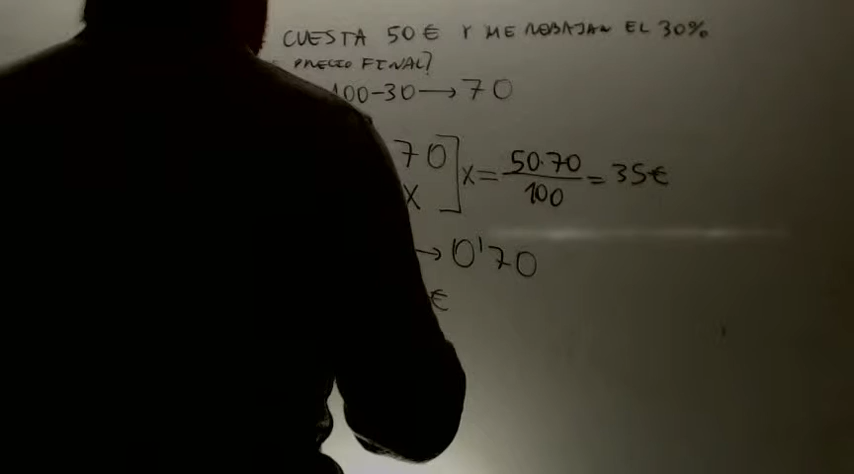 CUESTA 50 € Y ME REBAJAN EL 30%
PRECIO FINAL?
100-30→70
70
X
] x = 50·70 / 100 = 35€
→ 0'70
€